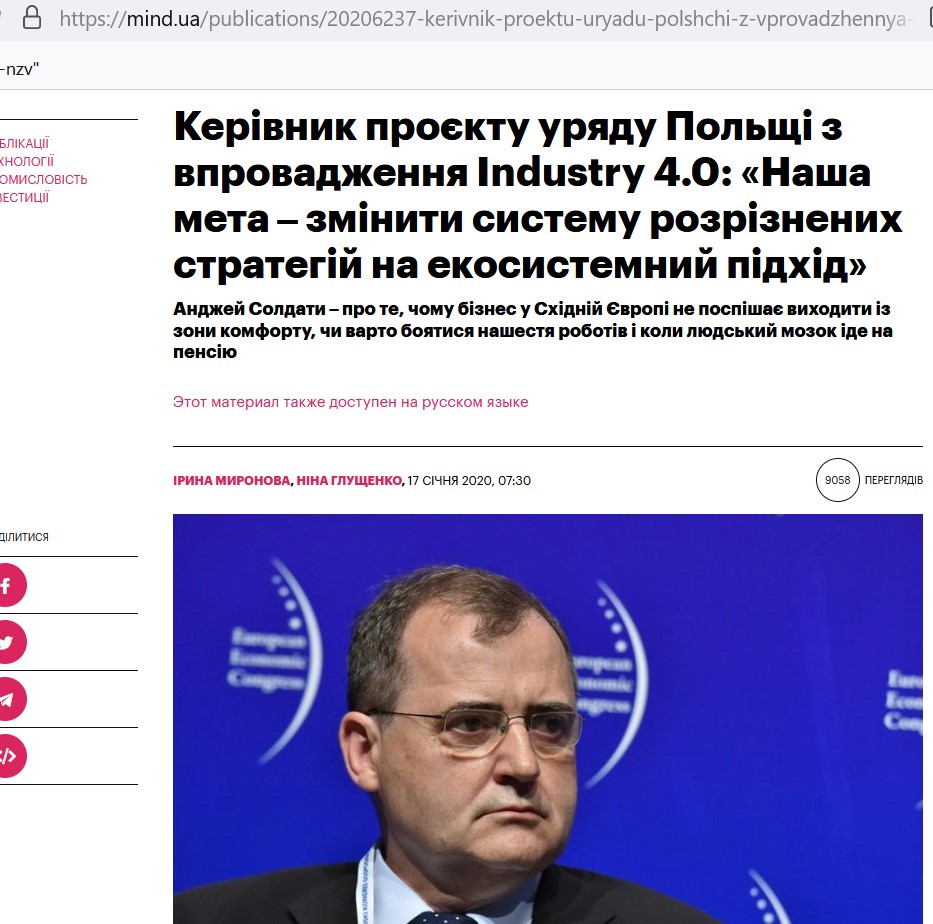 https://mind.ua/publications/20206237-kerivnik-proektu-uryadu-polshchi-z-vprovadzhennya-
-nzv"
БЛІКАЦІЇ
ХНОЛОГІЇ
ОМИСЛОВІСТЬ
ВЕСТИЦІЇ
Керівник проєкту уряду Польщі з
впровадження Industry 4.0: «Наша
мета – змінити систему розрізнених
стратегій на екосистемний підхід»
Анджей Солдати – про те, чому бізнес у Східній Європі не поспішає виходити із
зони комфорту, чи варто боятися нашестя роботів і коли людський мозок іде на
пенсію
Этот материал также доступен на русском языке
ІРИНА МИРОНОВА, НІНА ГЛУЩЕНКО, 17 СІЧНЯ 2020, 07:30
9058 ПЕРЕГЛЯДІВ
ДІЛИТИСЯ
European
Economic
Congress
European
Economic
Congress